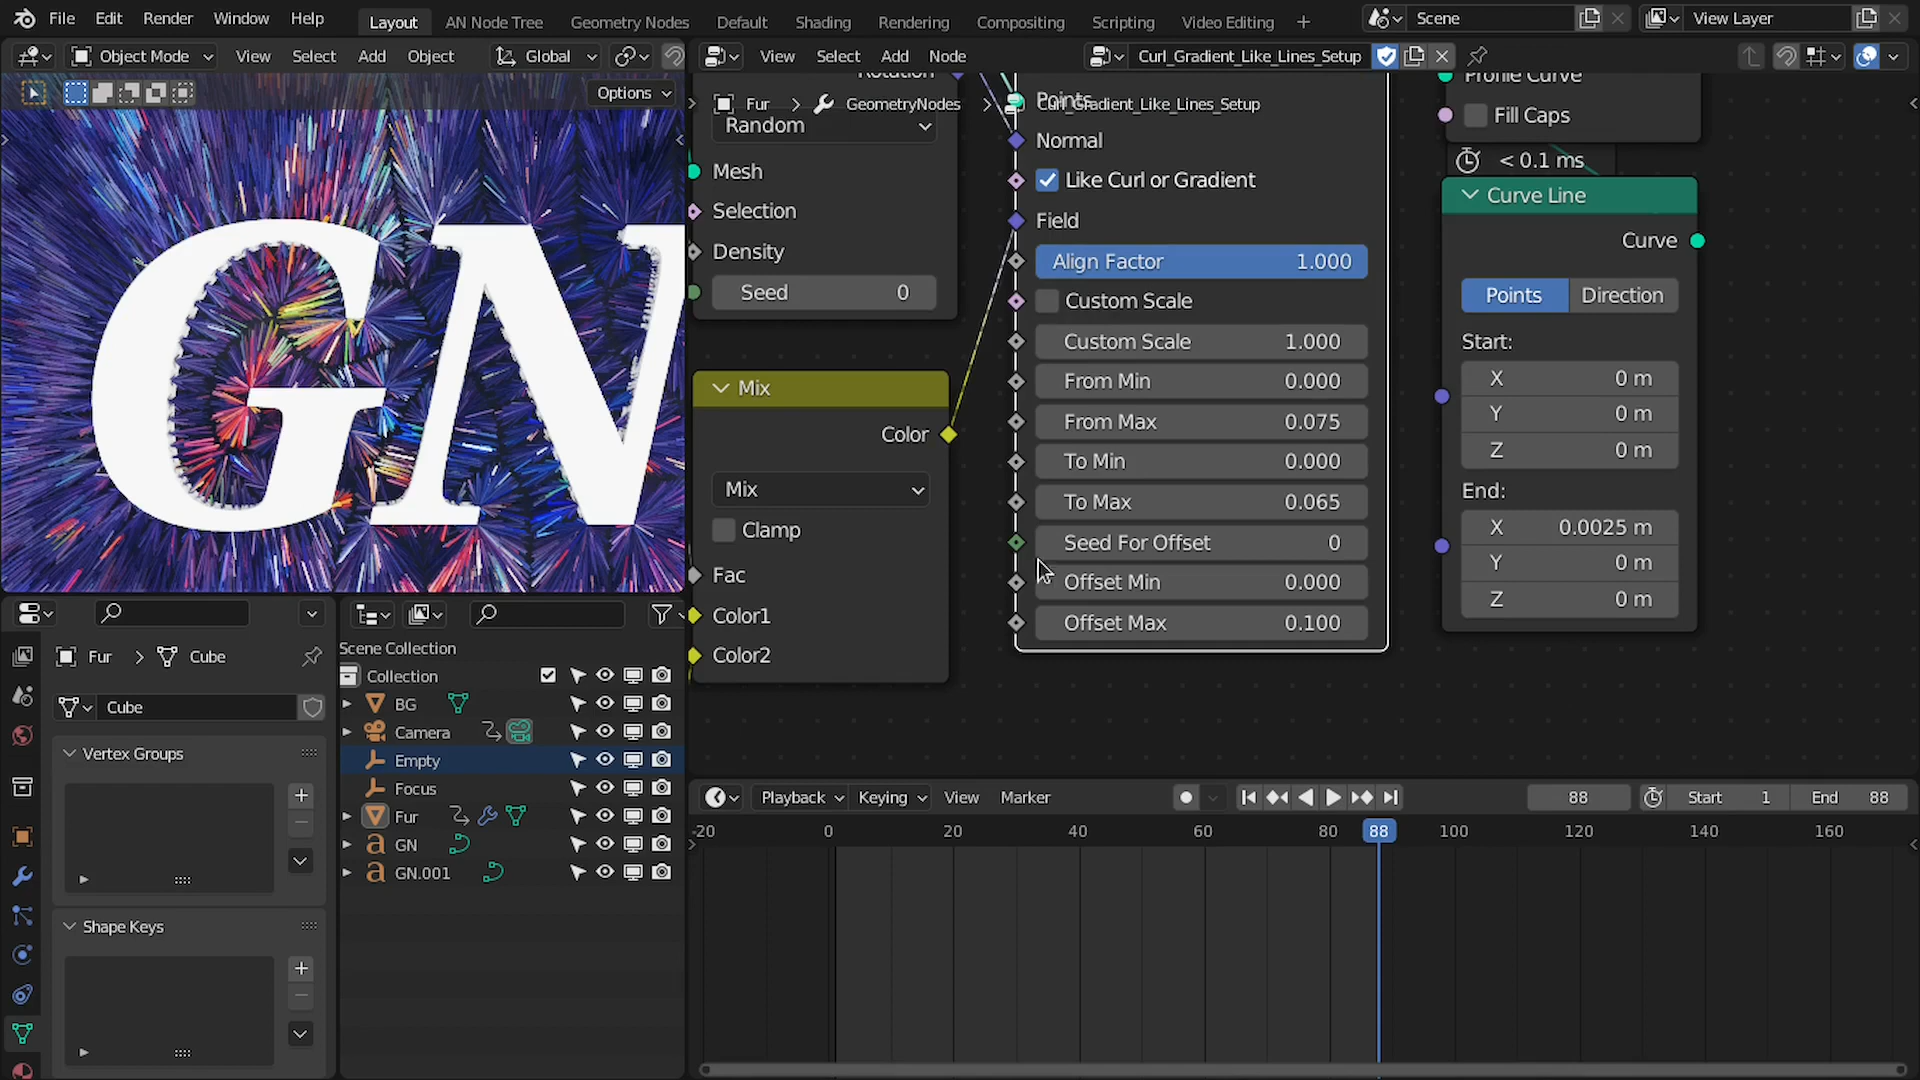 File Edit Render Window Help Layout AN Node Tree Geometry Nodes Default Shading Rendering Compositing Scripting Video Editing + Scene View Layer
Object Mode View Select Add Object Global View Select Add Node Curl_Gradient_Like_Lines_Setup
Options
GN
Fur > GeometryNodes > Curl_Gradient_Like_Lines_Setup
Rotation
Random
Mesh
Selection
Density
Seed 0
Mix
Color
Mix
Clamp
Fac
Color1
Color2
Points
Normal
Like Curl or Gradient
Field
Align Factor 1.000
Custom Scale
Custom Scale 1.000
From Min 0.000
From Max 0.075
To Min 0.000
To Max 0.065
Seed For Offset 0
Offset Min 0.000
Offset Max 0.100
Profile Curve
Fill Caps
< 0.1 ms
Curve Line
Curve
Points Direction
Start:
X 0 m
Y 0 m
Z 0 m
End:
X 0.0025 m
Y 0 m
Z 0 m
Fur > Cube
Cube
Vertex Groups
Shape Keys
Scene Collection
Collection
BG
Camera
Empty
Focus
Fur
GN
GN.001
Playback Keying View Marker 88 Start 1 End 88
-20 0 20 40 60 80 88 100 120 140 160